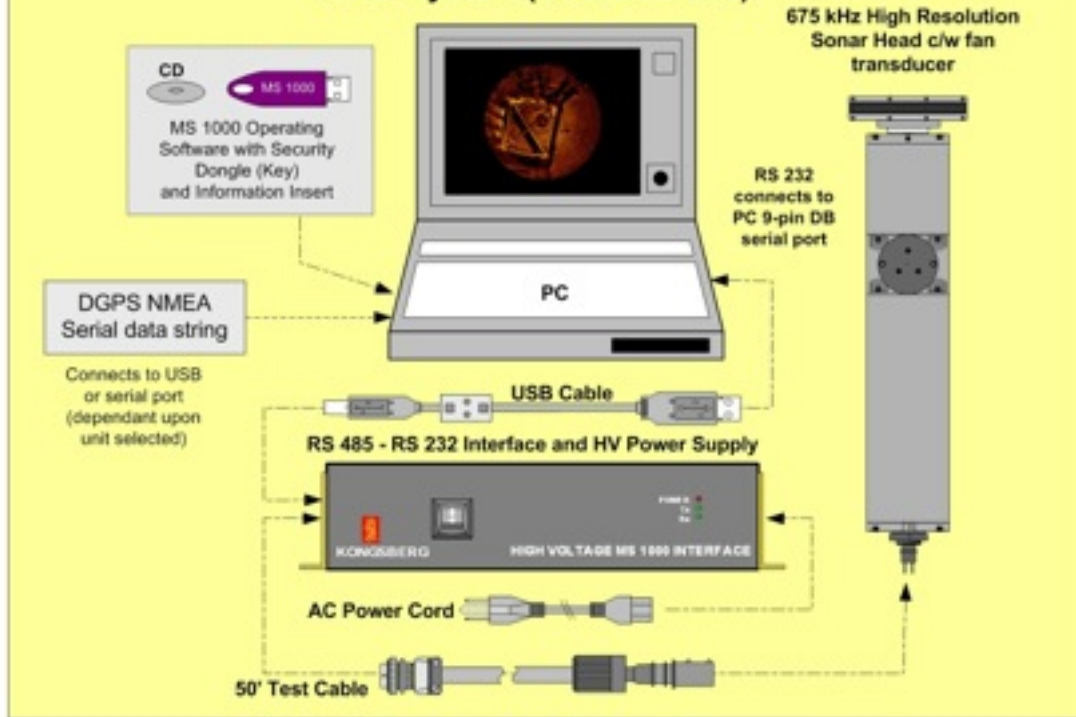 675 kHz High Resolution
Sonar Head c/w fan
transducer
CD
MS 1000
MS 1000 Operating
Software with Security
Dongle (Key)
and Information Insert
RS 232
connects to
PC 9-pin DB
serial port
PC
DGPS NMEA
Serial data string
Connects to USB
or serial port
(dependant upon
unit selected)
USB Cable
RS 485 - RS 232 Interface and HV Power Supply
POWER
Tx
Rx
KONGSBERG
HIGH VOLTAGE MS 1000 INTERFACE
AC Power Cord
50' Test Cable